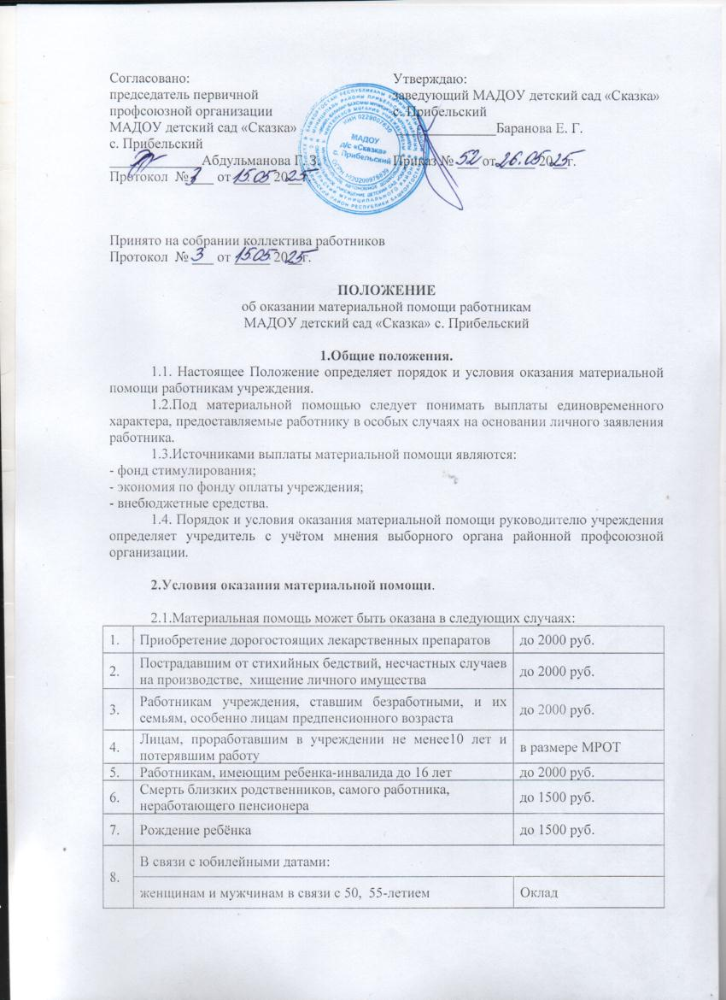 Согласовано:
председатель первичной
профсоюзной организации
МАДОУ детский сад «Сказка»
с. Прибельский
____________Абдульманова Г. З.
Протокол № 3 от 15.05 2025
Утверждаю:
заведующий МАДОУ детский сад «Сказка»
с. Прибельский
_____________Баранова Е. Г.
Приказ № 52 от 26.05 2025г.
ИНН 0229007630
МАДОУ
д/с «Сказка»
с. Прибельский
Принято на собрании коллектива работников
Протокол № 3 от 15.05 2025г.
ПОЛОЖЕНИЕ
об оказании материальной помощи работникам
МАДОУ детский сад «Сказка» с. Прибельский
1.Общие положения.
1.1. Настоящее Положение определяет порядок и условия оказания материальной
помощи работникам учреждения.
1.2.Под материальной помощью следует понимать выплаты единовременного
характера, предоставляемые работнику в особых случаях на основании личного заявления
работника.
1.3.Источниками выплаты материальной помощи являются:
- фонд стимулирования;
- экономия по фонду оплаты учреждения;
- внебюджетные средства.
1.4. Порядок и условия оказания материальной помощи руководителю учреждения
определяет учредитель с учётом мнения выборного органа районной профсоюзной
организации.
2.Условия оказания материальной помощи.
2.1.Материальная помощь может быть оказана в следующих случаях:
1. Приобретение дорогостоящих лекарственных препаратов до 2000 руб.
2. Пострадавшим от стихийных бедствий, несчастных случаев
на производстве, хищение личного имущества до 2000 руб.
3. Работникам учреждения, ставшим безработными, и их
семьям, особенно лицам предпенсионного возраста до 2000 руб.
4. Лицам, проработавшим в учреждении не менее10 лет и
потерявшим работу в размере МРОТ
5. Работникам, имеющим ребенка-инвалида до 16 лет до 2000 руб.
6. Смерть близких родственников, самого работника,
неработающего пенсионера до 1500 руб.
7. Рождение ребёнка до 1500 руб.
8. В связи с юбилейными датами:
женщинам и мужчинам в связи с 50, 55-летием Оклад